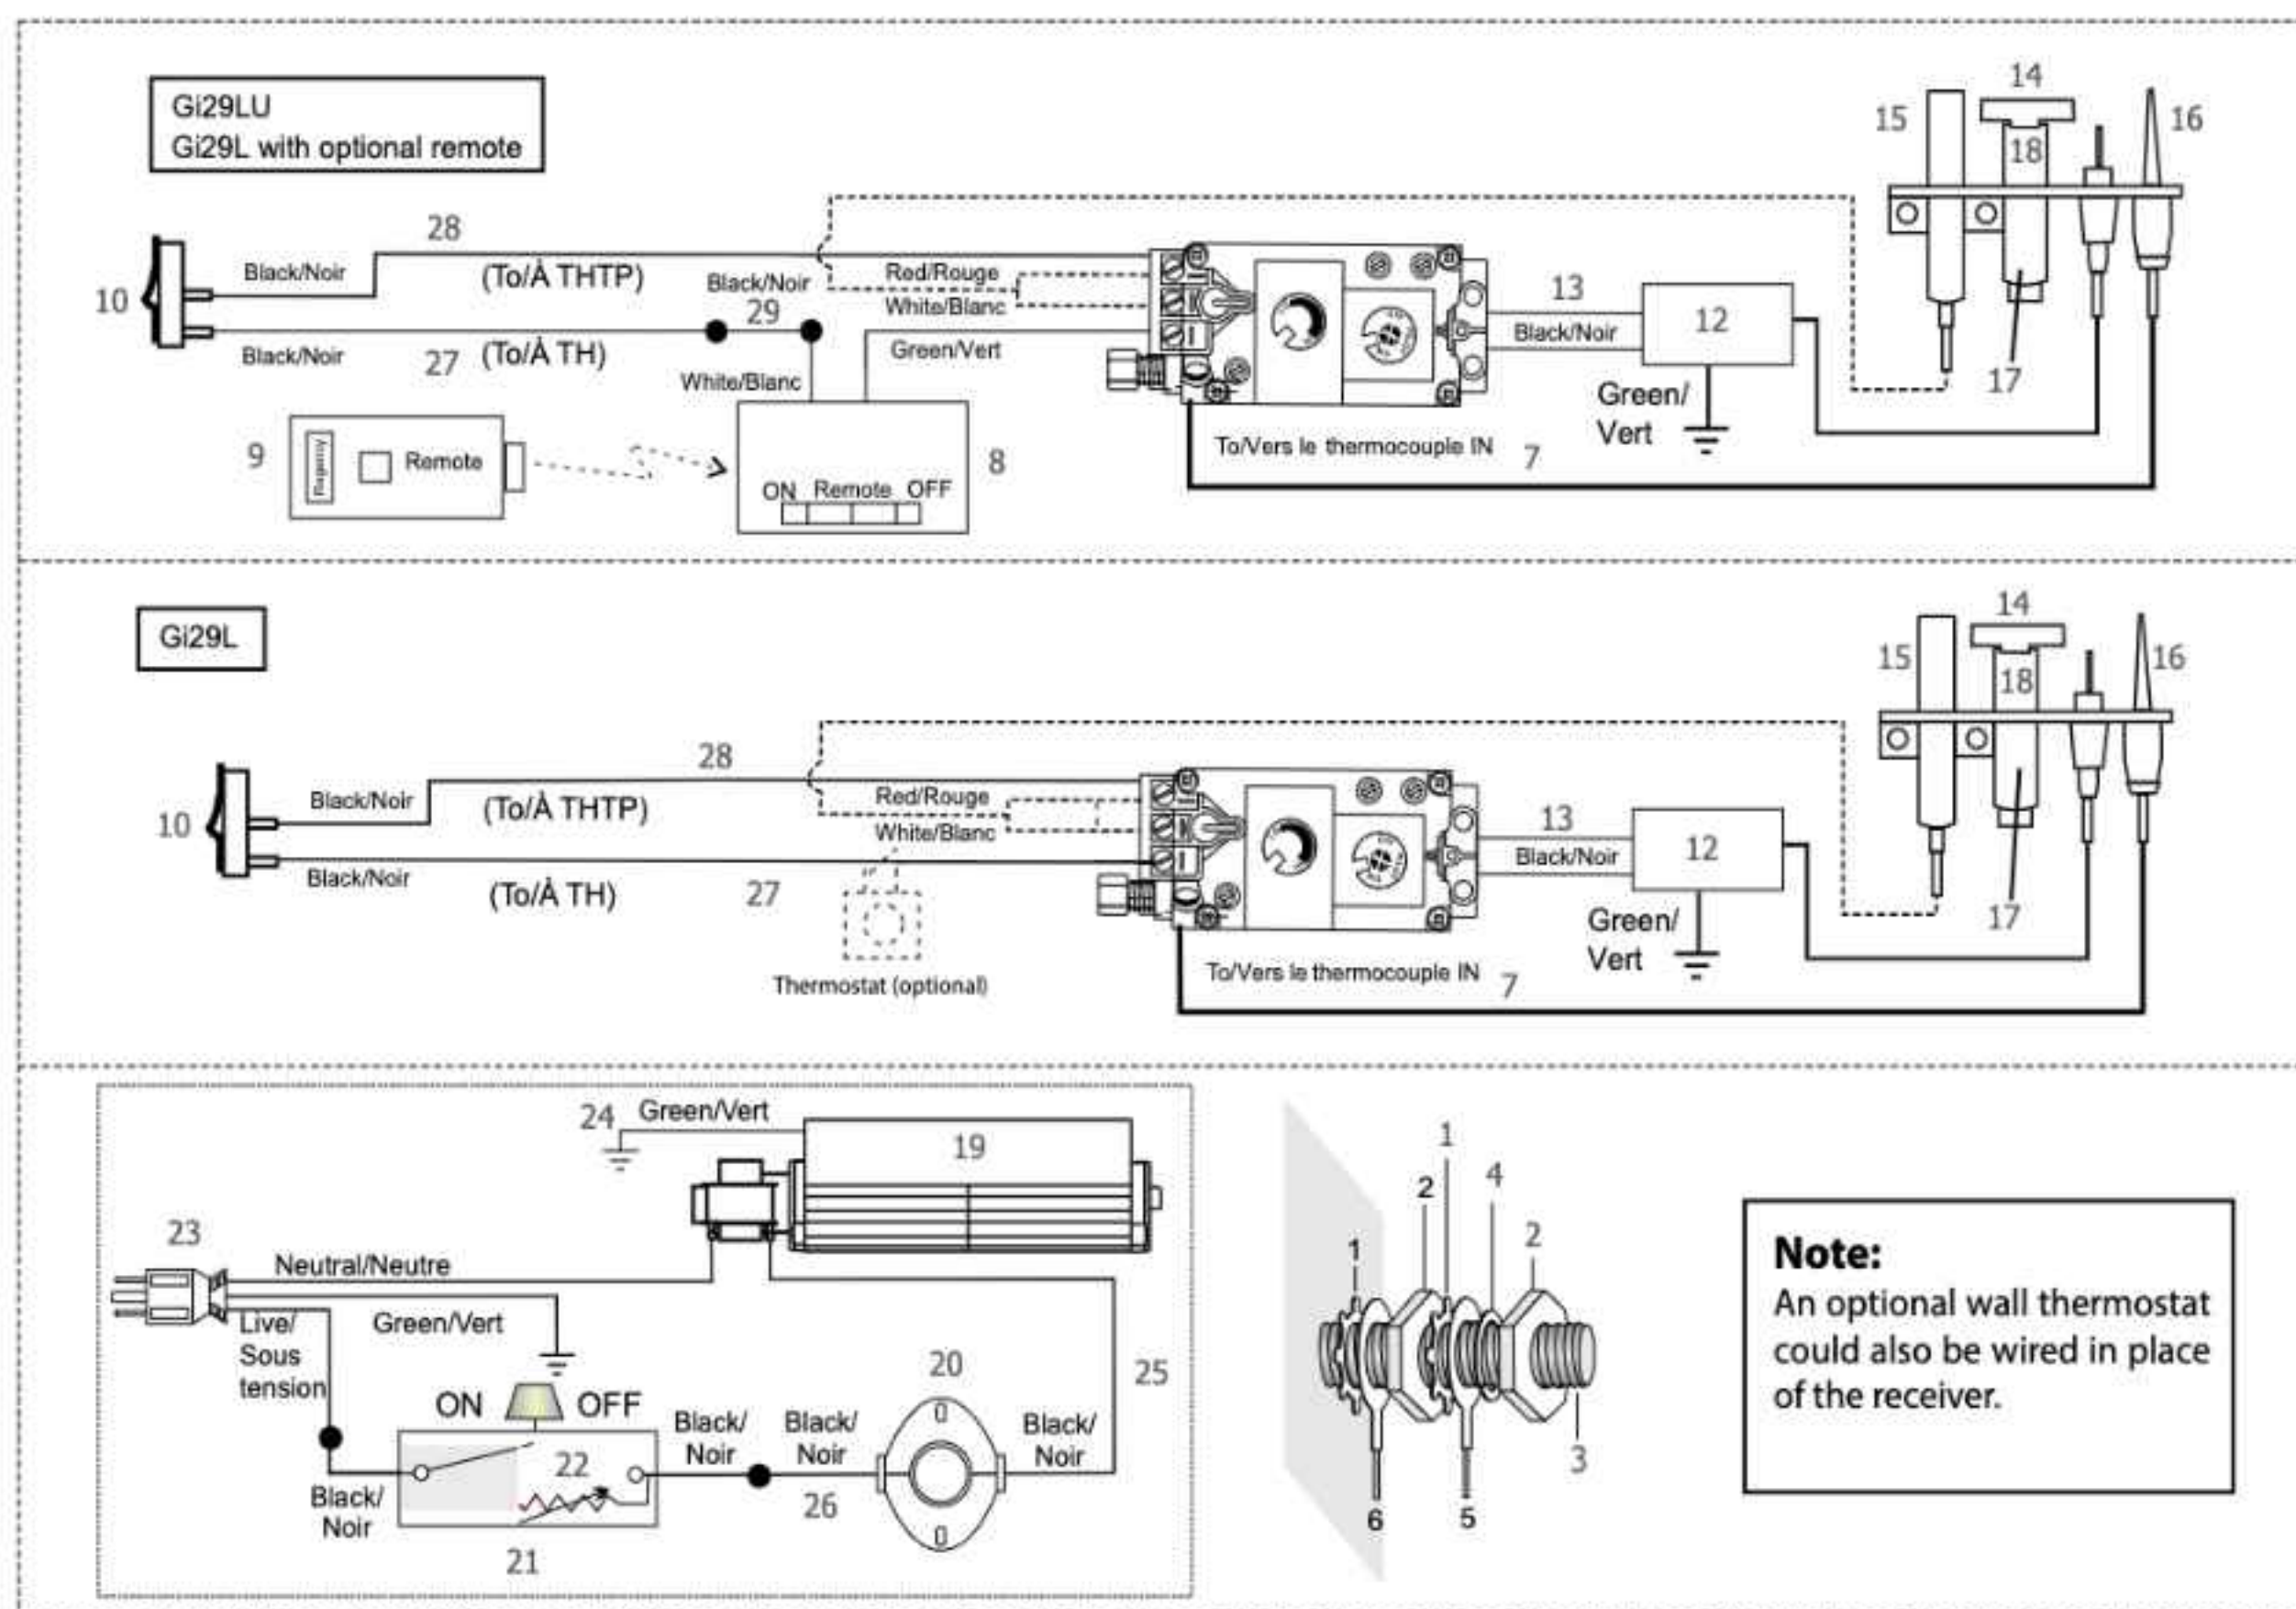 Gi29LU
Gi29L with optional remote
14
15
16
18
28
Black/Noir
(To/À THTP)
Black/Noir
Red/Rouge
13
10
29
White/Blanc
12
Black/Noir
Black/Noir
27
(To/À TH)
Green/Vert
White/Blanc
17
Green/
Vert
9
Remote
8
To/Vers le thermocouple IN
7
ON Remote OFF
14
Gi29L
15
16
18
28
Black/Noir
(To/À THTP)
Red/Rouge
13
10
White/Blanc
12
Black/Noir
Black/Noir
(To/À TH)
27
17
Green/
Vert
Thermostat (optional)
To/Vers le thermocouple IN
7
24
Green/Vert
19
23
Neutral/Neutre
Green/Vert
Live/
Sous
tension
ON
OFF
20
25
Black/
Noir
Black/
Noir
Black/
Noir
22
Black/
Noir
26
21
1
4
2
2
1
3
6
5
Note:
An optional wall thermostat
could also be wired in place
of the receiver.